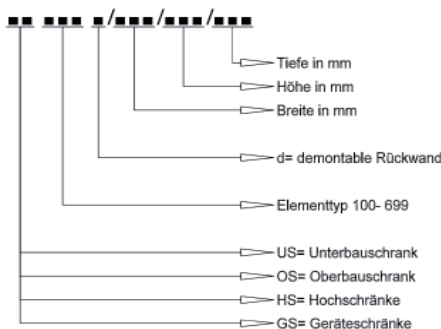 ■■ ■■■ ■/■■■/■■■/■■■
Tiefe in mm
Höhe in mm
Breite in mm
d= demontable Rückwand
Elementtyp 100- 699
US= Unterbauschrank
OS= Oberbauschrank
HS= Hochschränke
GS= Geräteschränke